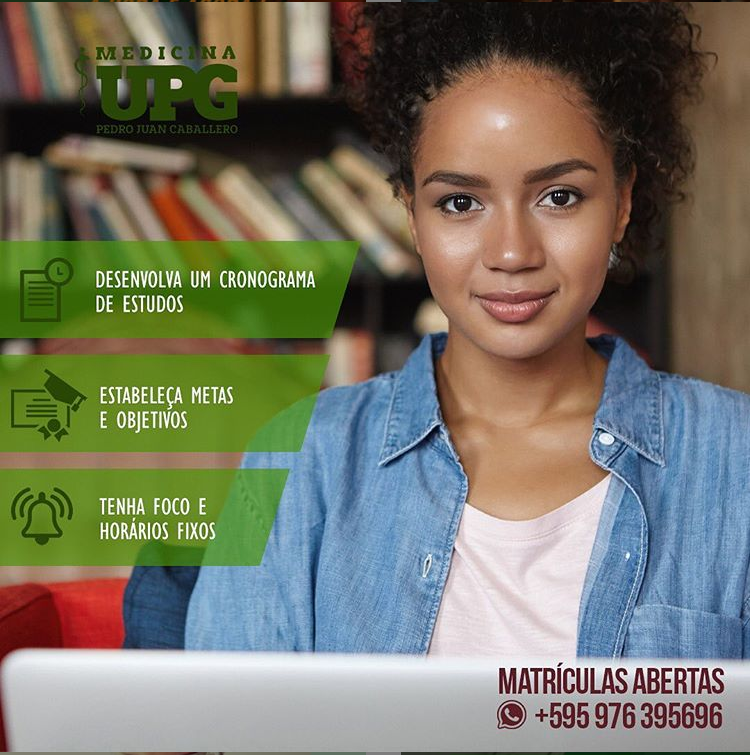 MEDICINA
UPG
PEDRO JUAN CABALLERO
DESENVOLVA UM CRONOGRAMA
DE ESTUDOS
ESTABELEÇA METAS
E OBJETIVOS
TENHA FOCO E
HORÁRIOS FIXOS
MATRÍCULAS ABERTAS
+595 976 395696